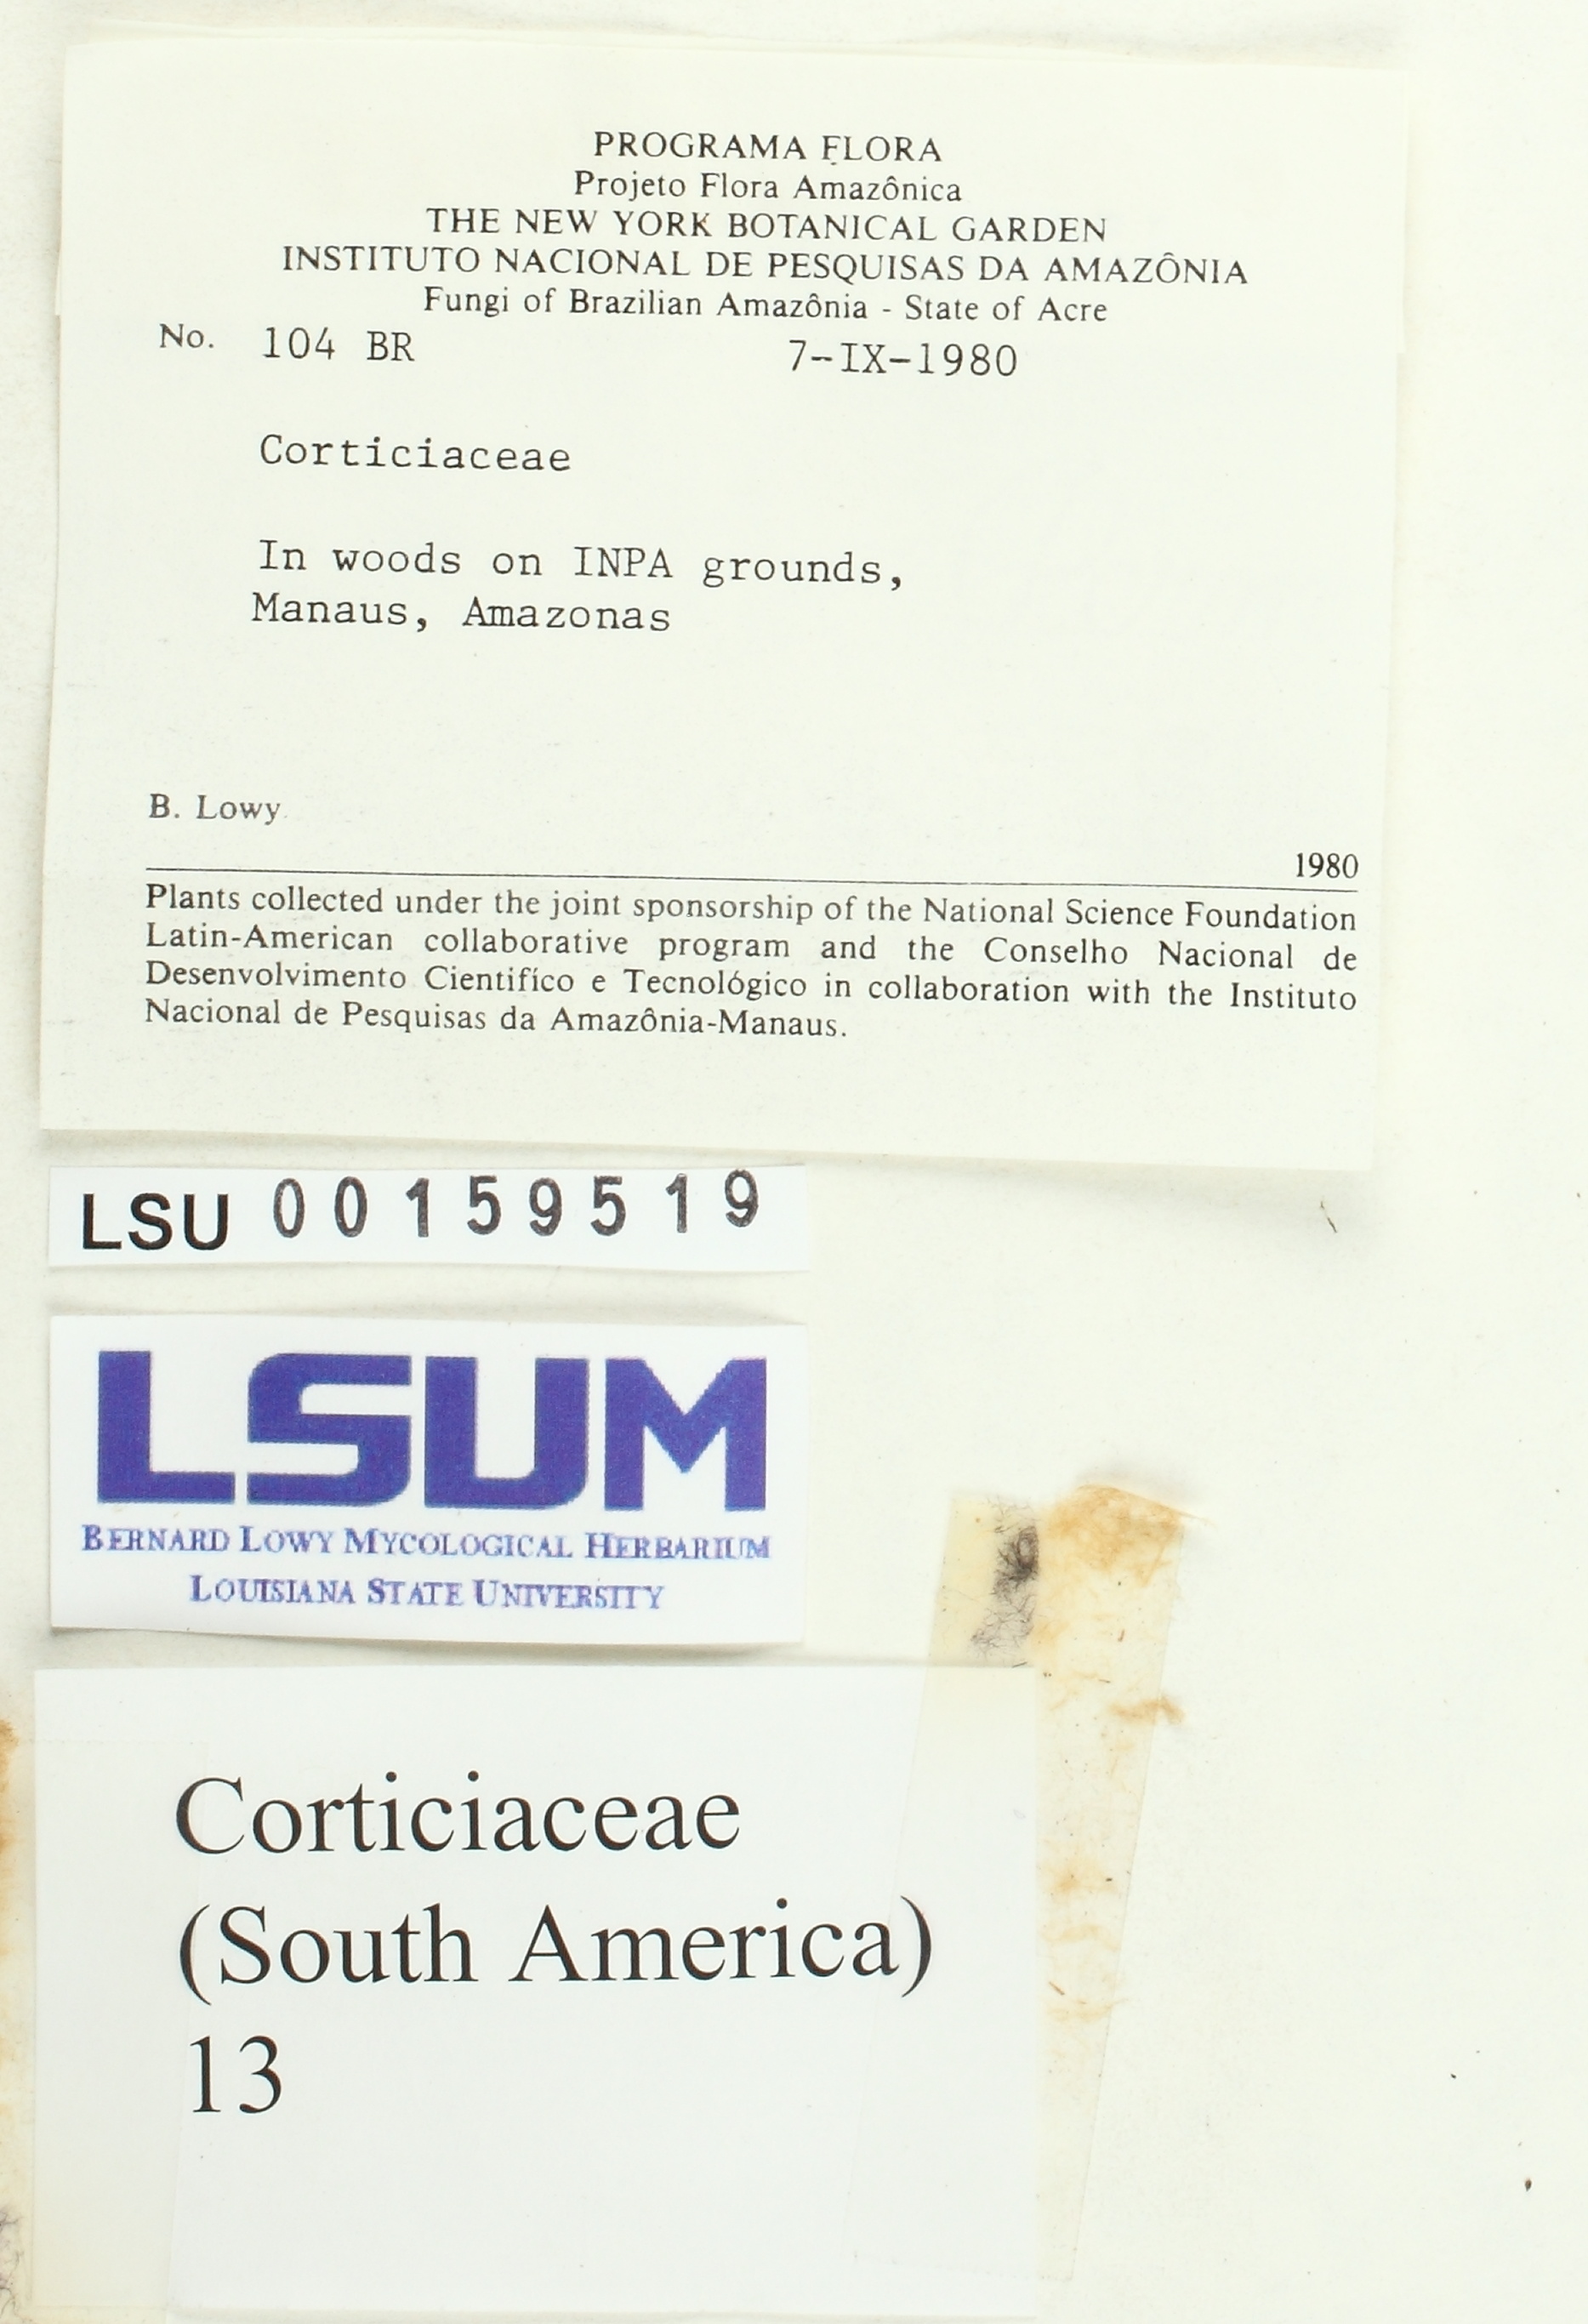 PROGRAMA FLORA
Projeto Flora Amazônica
THE NEW YORK BOTANICAL GARDEN
INSTITUTO NACIONAL DE PESQUISAS DA AMAZÔNIA
Fungi of Brazilian Amazônia - State of Acre
No. 104 BR 7-IX-1980
Corticiaceae
In woods on INPA grounds,
Manaus, Amazonas
B. Lowy
1980
Plants collected under the joint sponsorship of the National Science Foundation
Latin-American collaborative program and the Conselho Nacional de
Desenvolvimento Cientifíco e Tecnológico in collaboration with the Instituto
Nacional de Pesquisas da Amazônia-Manaus.
LSU 00159519
LSUM
BERNARD LOWY MYCOLOGICAL HERBARIUM
LOUISIANA STATE UNIVERSITY
Corticiaceae
(South America)
13